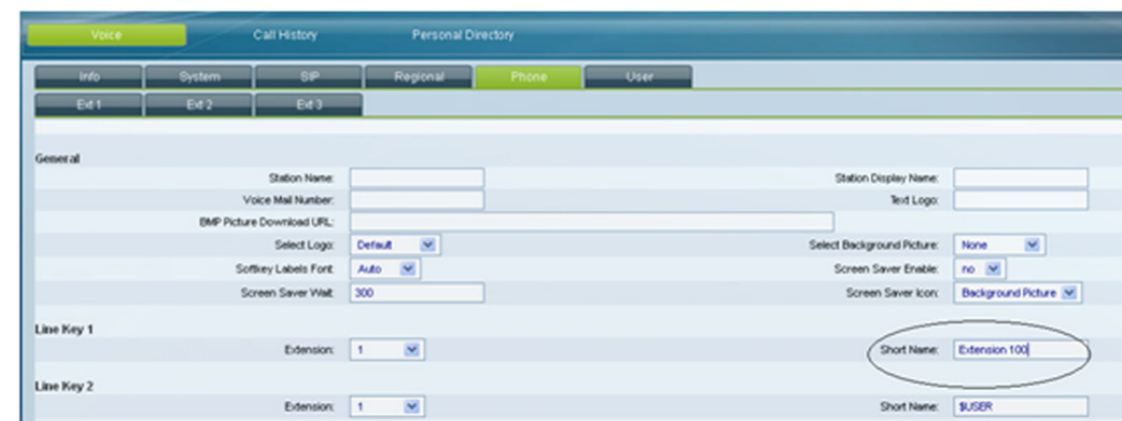 Voice Call History Personal Directory
Info System SIP Regional Phone User
Ext 1 Ext 2 Ext 3
General
Station Name: Station Display Name:
Voice Mail Number: Text Logo:
BMP Picture Download URL:
Select Logo: Default Select Background Picture: None
Softkey Labels Font: Auto Screen Saver Enable: no
Screen Saver Wait: 300 Screen Saver Icon: Background Picture
Line Key 1
Extension: 1 Short Name: Extension 100
Line Key 2
Extension: 1 Short Name: $USER